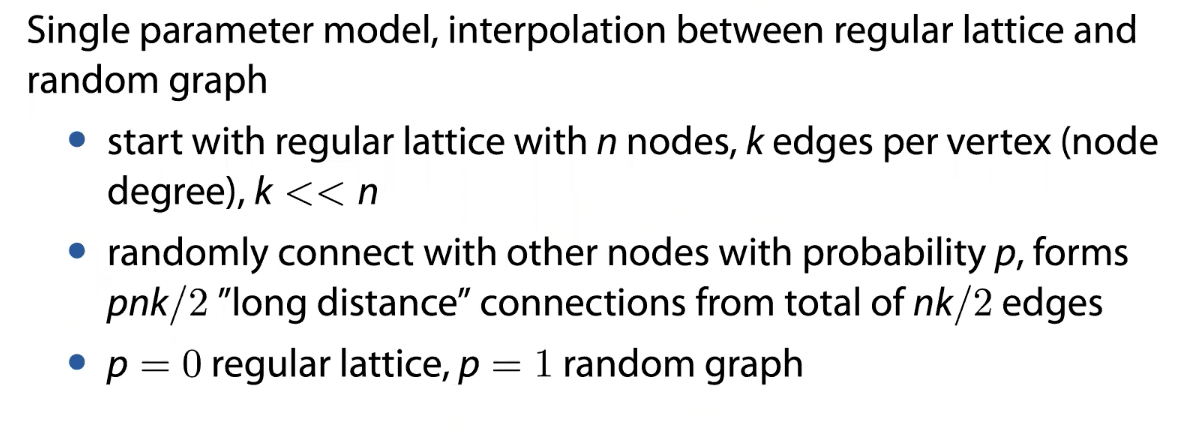 Single parameter model, interpolation between regular lattice and
random graph
• start with regular lattice with n nodes, k edges per vertex (node
degree), k << n
• randomly connect with other nodes with probability p, forms
pnk/2 "long distance" connections from total of nk/2 edges
• p = 0 regular lattice, p = 1 random graph